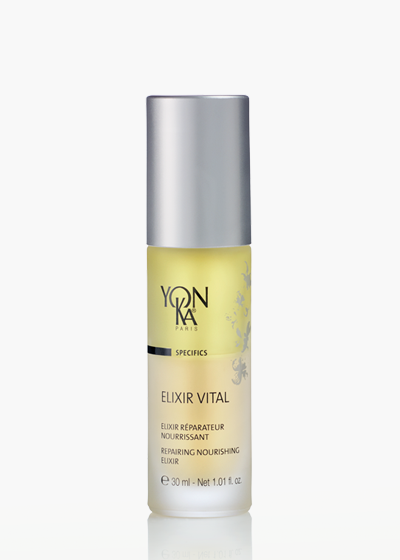 YON
KA®
PARIS
SPECIFICS
ELIXIR VITAL
ELIXIR RÉPARATEUR
NOURRISSANT
REPAIRING NOURISHING
ELIXIR
℮ 30 ml - Net 1.01 fl. oz.